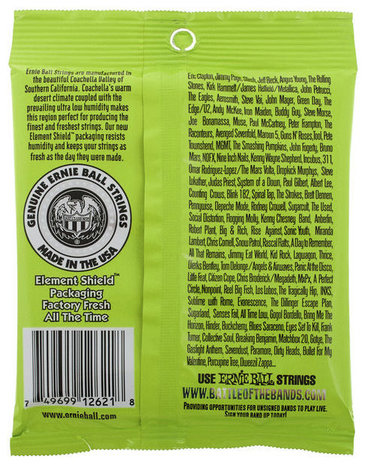 Ernie Ball Strings are manufactured in
the beautiful Coachella Valley of
Southern California. Coachella's warm
desert climate coupled with the
prevailing ultra low humidity makes
this region perfect for producing the
finest and freshest strings. Our new
Element Shield™ packaging resists
humidity and keeps your strings as
fresh as the day they were made.
GENUINE ERNIE BALL STRINGS
MADE IN THE USA
Element Shield™
Packaging
Factory Fresh
All The Time
7 49699 12621 8
www.ernieball.com
Eric Clapton, Jimmy Page, Slash, Jeff Beck, Angus Young, The Rolling
Stones, Kirk Hammett/James Hetfield/Metallica, John Petrucci,
The Eagles, Aerosmith, Steve Vai, John Mayer, Green Day, The
Edge/U2, Andy McKee, Iron Maiden, Buddy Guy, Steve Morse,
Joe Bonamassa, Muse, Paul McCartney, Peter Frampton, The
Raconteurs, Avenged Sevenfold, Maroon 5, Guns N' Roses, Tool, Pete
Townshend, MGMT, The Smashing Pumpkins, John Fogerty, Bruno
Mars, NOFX, Nine Inch Nails, Kenny Wayne Shepherd, Incubus, 311,
Omar Rodriguez-Lopez/The Mars Volta, Dropkick Murphys, Steve
Lukather, Judas Priest, System of a Down, Paul Gilbert, Albert Lee,
Counting Crows, Blink 182, Spinal Tap, The Strokes, Brett Dennen,
Pennywise, Depeche Mode, Rodney Crowell, Sugarcult, The Used,
Social Distortion, Flogging Molly, Kenny Chesney Band, Anberlin,
Robert Plant, Big & Rich, Rise Against, Sonic Youth, Miranda
Lambert, Chris Cornell, Snow Patrol, Rascal Flatts, A Day to Remember,
All That Remains, Jimmy Eat World, Kid Rock, Lagwagon, Thrice,
Dierks Bentley, Tom Delonge/Angels & Airwaves, Panic At the Disco,
Little Feat, Citizen Cope, Chris Broderick/Megadeth, MxPx, A Perfect
Circle, Nonpoint, Reel Big Fish, Los Lobos, The Tragically Hip, INXS,
Sublime with Rome, Evanescence, The Dillinger Escape Plan,
Sugarland, Senses Fail, All Time Low, Gogol Bordello, Bring Me The
Horizon, Hinder, Buckcherry, Blues Saraceno, Eyes Set To Kill, Frank
Turner, Collective Soul, Breaking Benjamin, Matchbox 20, Gotye, The
Gaslight Anthem, Sevendust, Paramore, Dirty Heads, Bullet For My
Valentine, Porcupine Tree, Dweezil Zappa...
USE ERNIE BALL STRINGS
WWW.BATTLEOFTHEBANDS.COM
PROVIDING OPPORTUNITIES FOR UNSIGNED BANDS TO PLAY LIVE.
SIGN YOUR BAND UP TODAY!